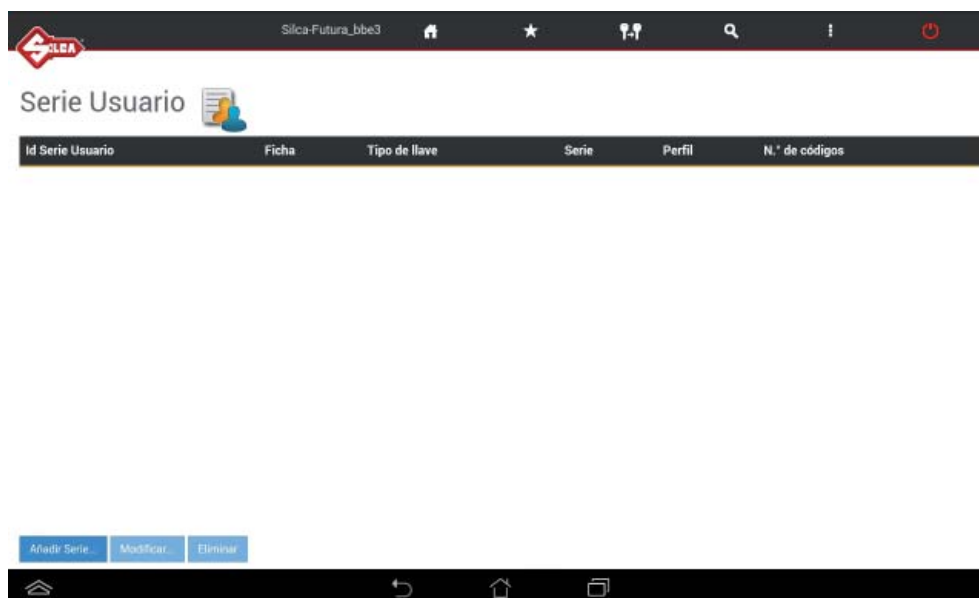 Silca-Futura_bbe3
SILCA
Serie Usuario
Id Serie Usuario Ficha Tipo de llave Serie Perfil N.° de códigos
Añadir Serie... Modificar... Eliminar